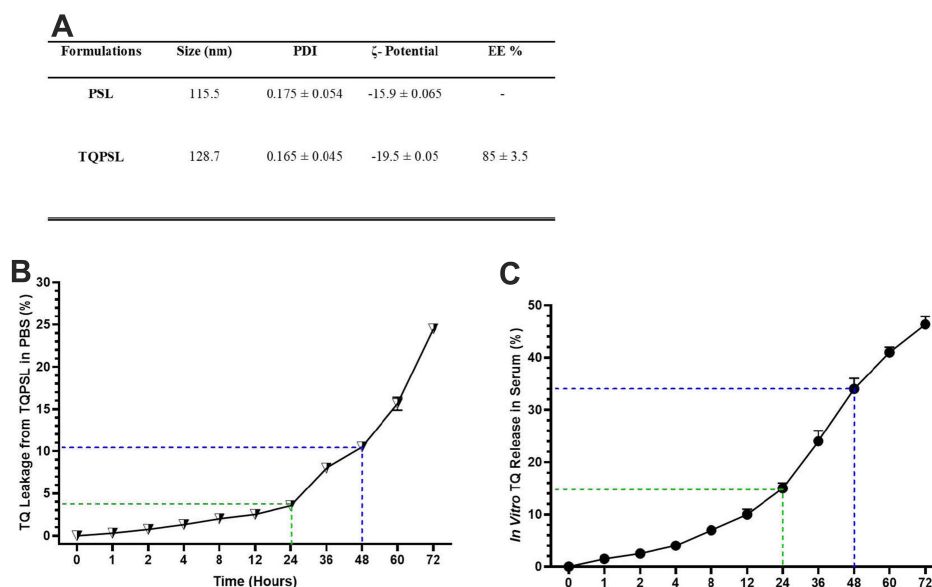 A
Formulations Size (nm) PDI ζ- Potential EE %
PSL 115.5 0.175 ± 0.054 -15.9 ± 0.065 -
TQPSL 128.7 0.165 ± 0.045 -19.5 ± 0.05 85 ± 3.5
B
TQ Leakage from TQPSL in PBS (%)
30
25
20
15
10
5
0
0 1 2 4 8 12 24 36 48 60 72
Time (Hours)
C
In Vitro TQ Release in Serum (%)
50
40
30
20
10
0
0 1 2 4 8 12 24 36 48 60 72